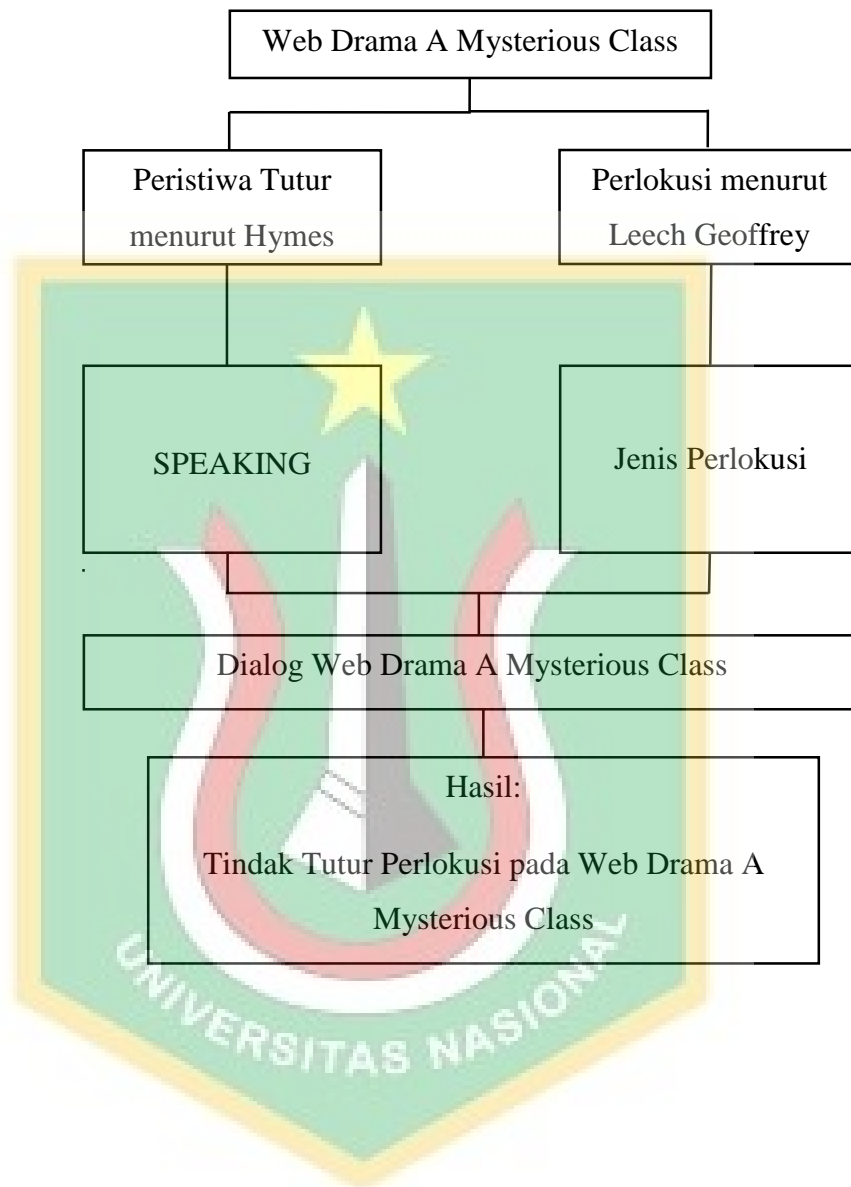 Web Drama A Mysterious Class
Peristiwa Tutur
menurut Hymes
Perlokusi menurut
Leech Geoffrey
SPEAKING
Jenis Perlokusi
Dialog Web Drama A Mysterious Class
Hasil:
Tindak Tutur Perlokusi pada Web Drama A
Mysterious Class
UNIVERSITAS NASIONAL